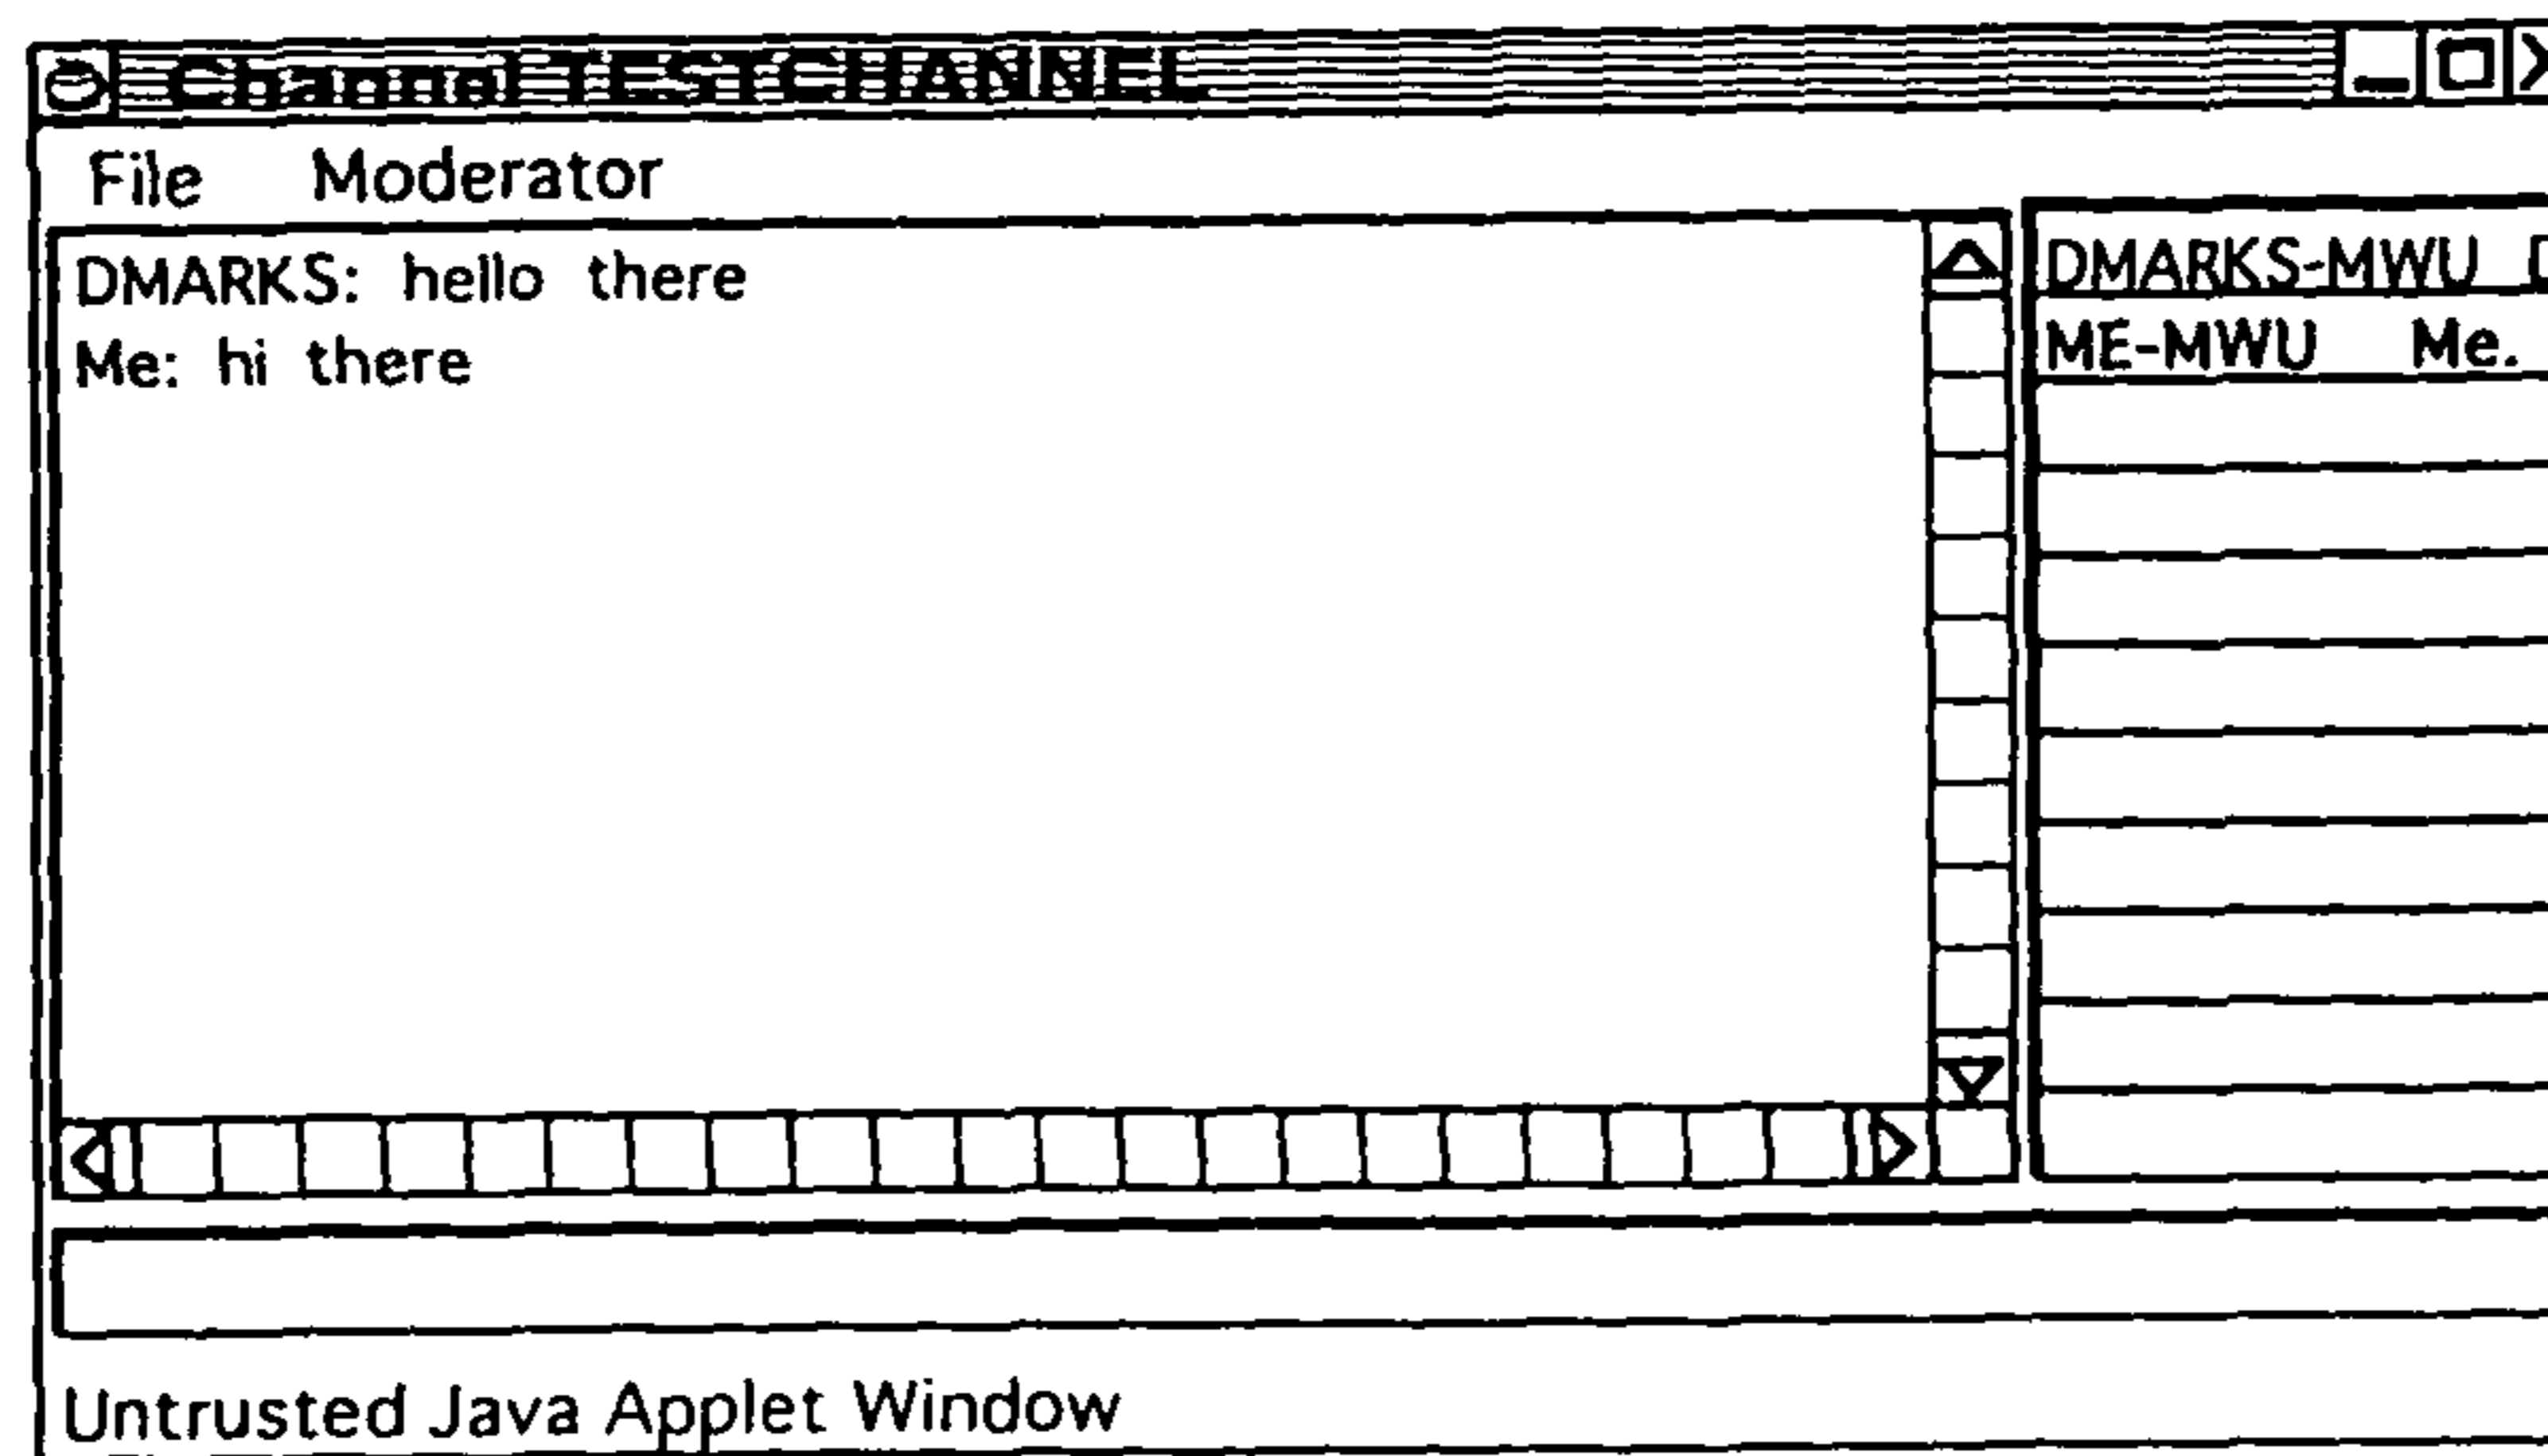 Channel TESTCHANNEL
File Moderator
DMARKS: hello there
Me: hi there
DMARKS-MWU
ME-MWU Me.
Untrusted Java Applet Window